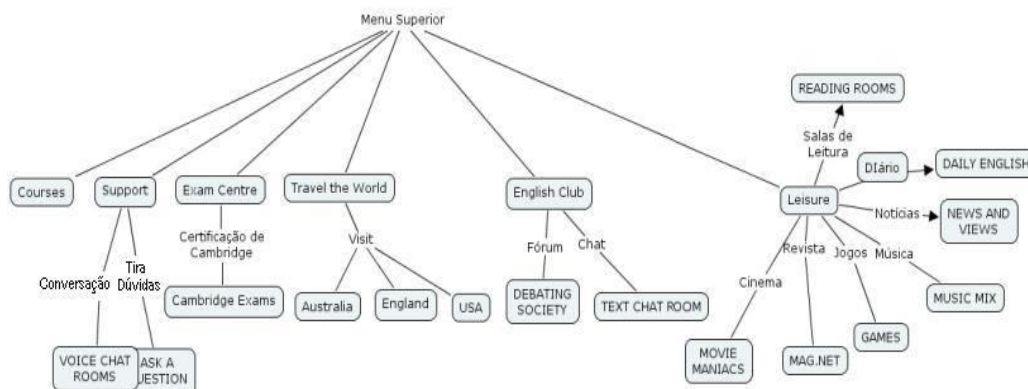 Menu Superior
READING ROOMS
Salas de
Leitura
DIário
DAILY ENGLISH
Courses
Support
Exam Centre
Travel the World
English Club
Leisure
Notícias
NEWS AND
VIEWS
Certificação de
Cambridge
Visit
Fórum
Chat
Revista
Jogos
Música
Conversação
Tira
Dúvidas
Cinema
Cambridge Exams
Australia
England
USA
DEBATING
SOCIETY
TEXT CHAT ROOM
MUSIC MIX
GAMES
VOICE CHAT
ROOMS
ASK A
UESTION
MOVIE
MANIACS
MAG.NET